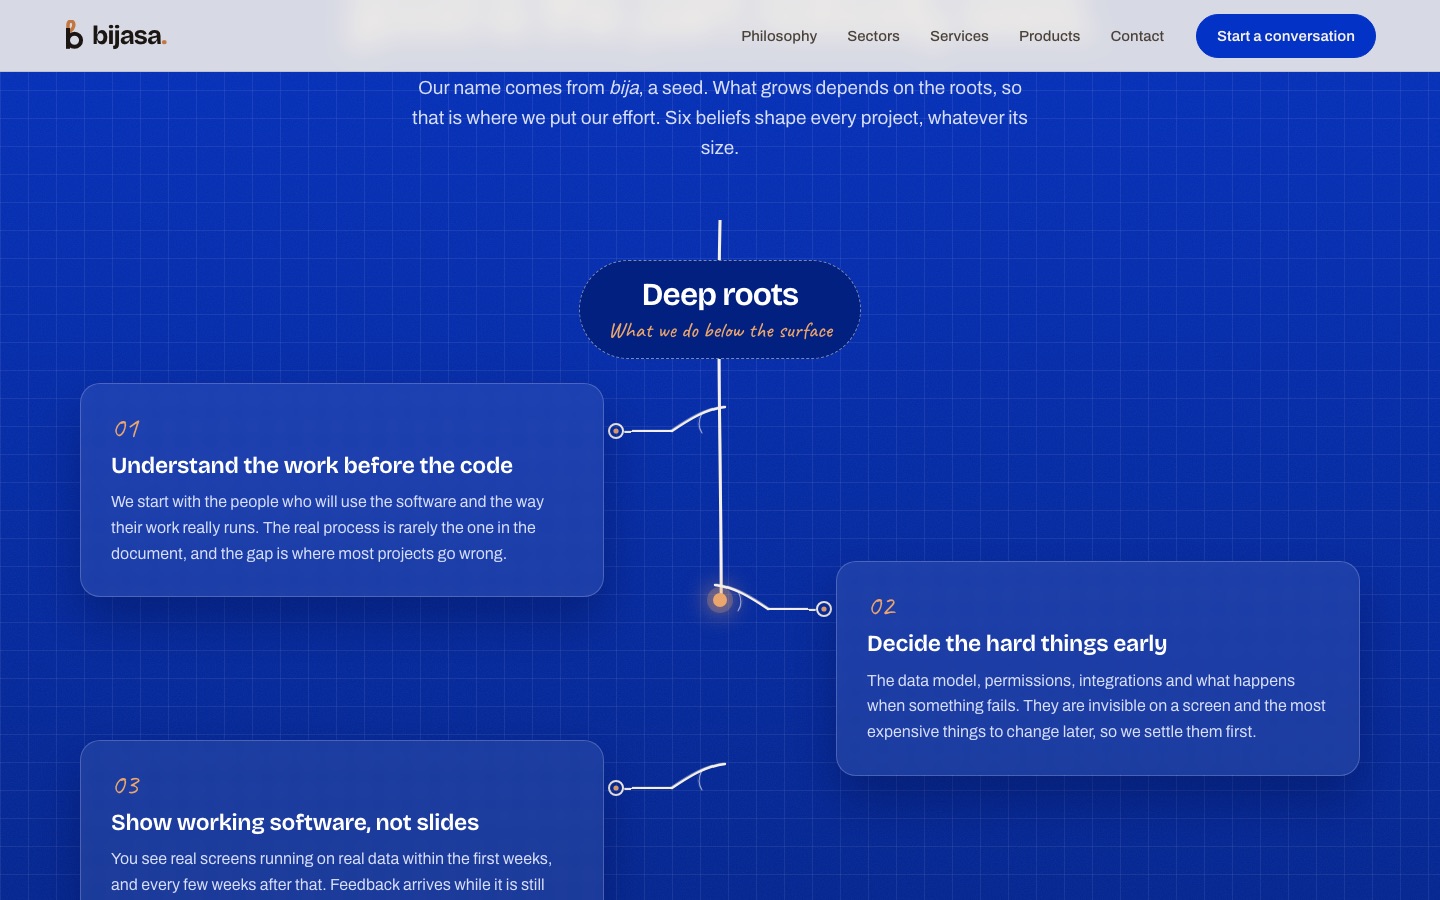 bijasa.
Philosophy
Sectors
Services
Products
Contact
Start a conversation
Our name comes from bija, a seed. What grows depends on the roots, so
that is where we put our effort. Six beliefs shape every project, whatever its
size.
Deep roots
What we do below the surface
01
Understand the work before the code
We start with the people who will use the software and the way
their work really runs. The real process is rarely the one in the
document, and the gap is where most projects go wrong.
02
Decide the hard things early
The data model, permissions, integrations and what happens
when something fails. They are invisible on a screen and the most
expensive things to change later, so we settle them first.
03
Show working software, not slides
You see real screens running on real data within the first weeks,
and every few weeks after that. Feedback arrives while it is still